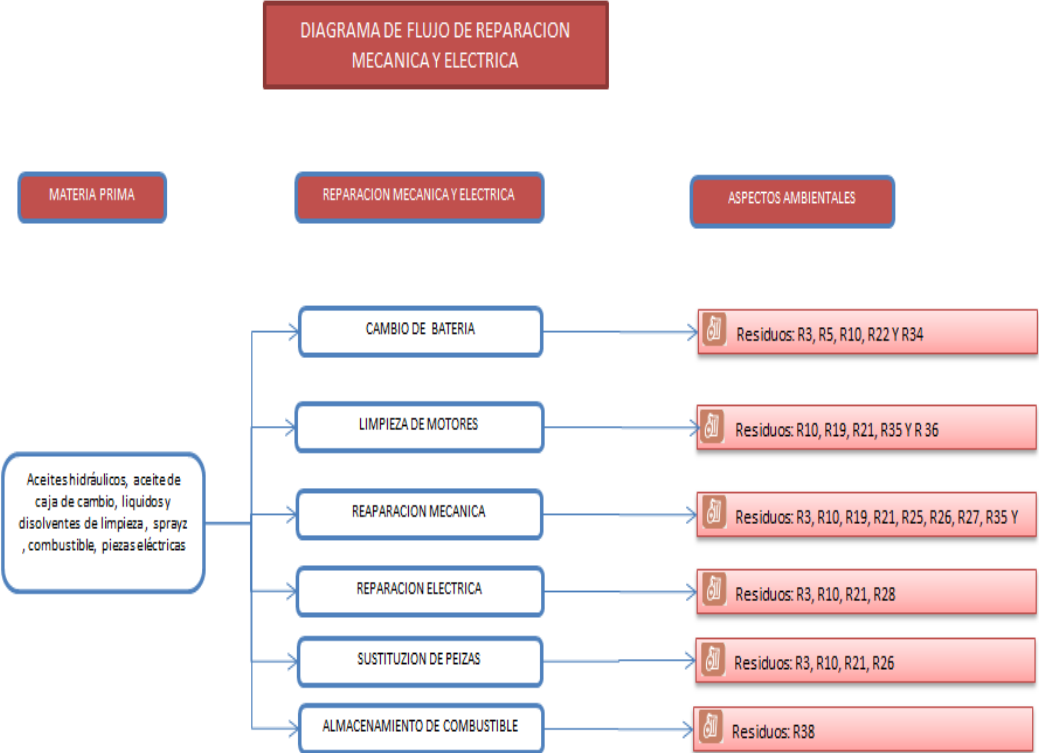 DIAGRAMA DE FLUJO DE REPARACION
MECANICA Y ELECTRICA
MATERIA PRIMA
REPARACION MECANICA Y ELECTRICA
ASPECTOS AMBIENTALES
Aceites hidráulicos, aceite de
caja de cambio, liquidos y
disolventes de limpieza , sprayz
, combustible, piezas eléctricas
CAMBIO DE BATERIA
Residuos: R3, R5, R10, R22 Y R34
LIMPIEZA DE MOTORES
Residuos: R10, R19, R21, R35 Y R 36
REAPARACION MECANICA
Residuos: R3, R10, R19, R21, R25, R26, R27, R35 Y
REPARACION ELECTRICA
Residuos: R3, R10, R21, R28
SUSTITUZION DE PEIZAS
Residuos: R3, R10, R21, R26
ALMACENAMIENTO DE COMBUSTIBLE
Residuos: R38